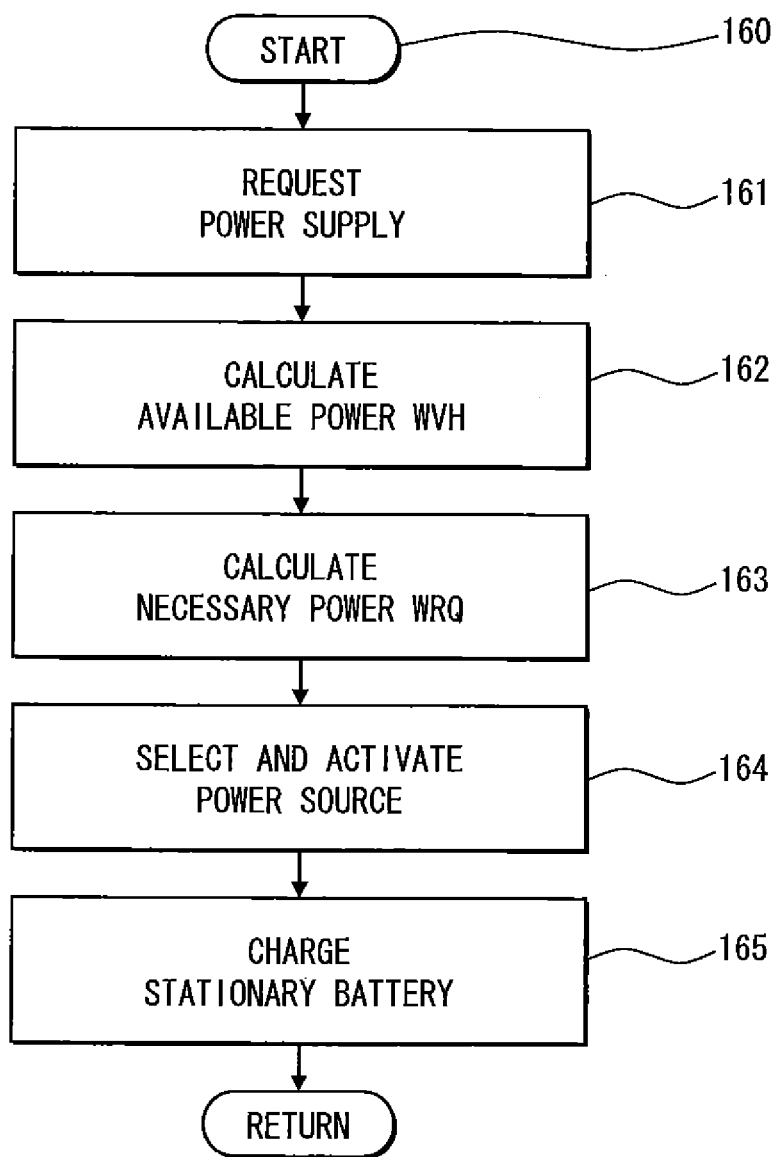 START
160
REQUEST
POWER SUPPLY
161
CALCULATE
AVAILABLE POWER WVH
162
CALCULATE
NECESSARY POWER WRQ
163
SELECT AND ACTIVATE
POWER SOURCE
164
CHARGE
STATIONARY BATTERY
165
RETURN